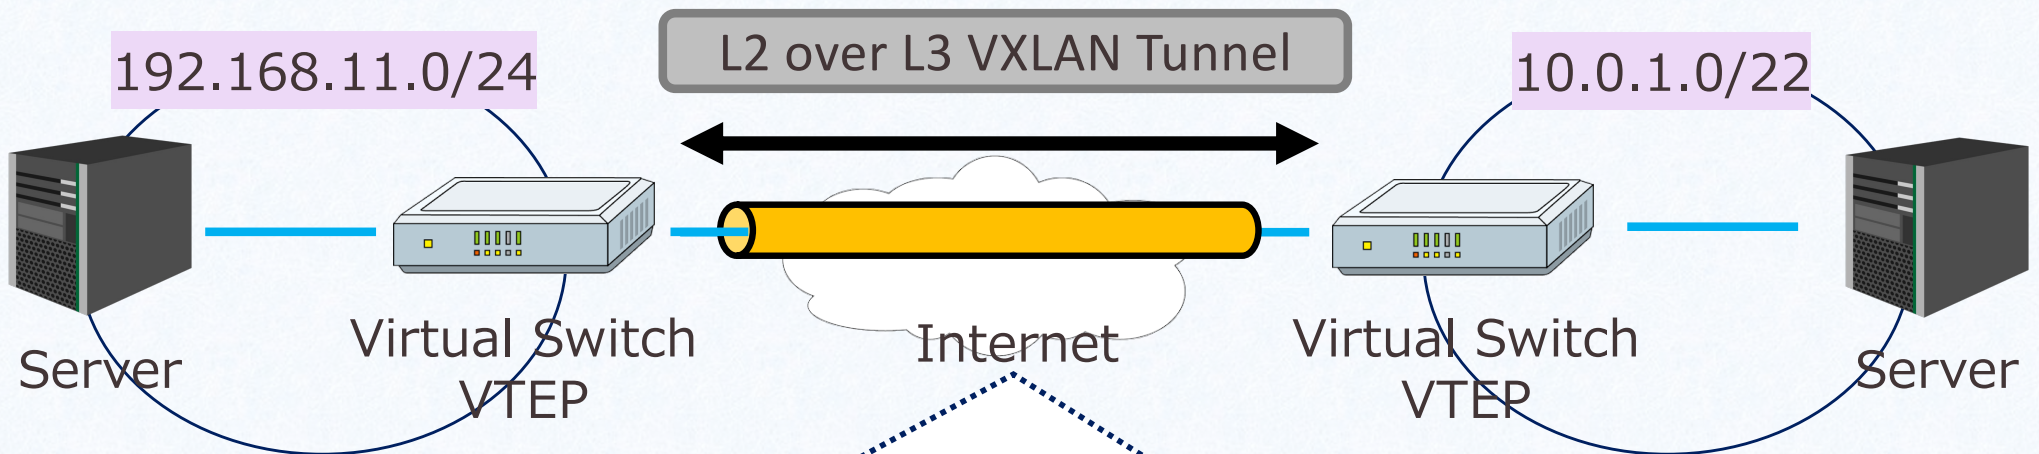 L2 over L3 VXLAN Tunnel
192.168.11.0/24
10.0.1.0/22
Server
Virtual Switch
VTEP
Internet
Virtual Switch
VTEP
Server